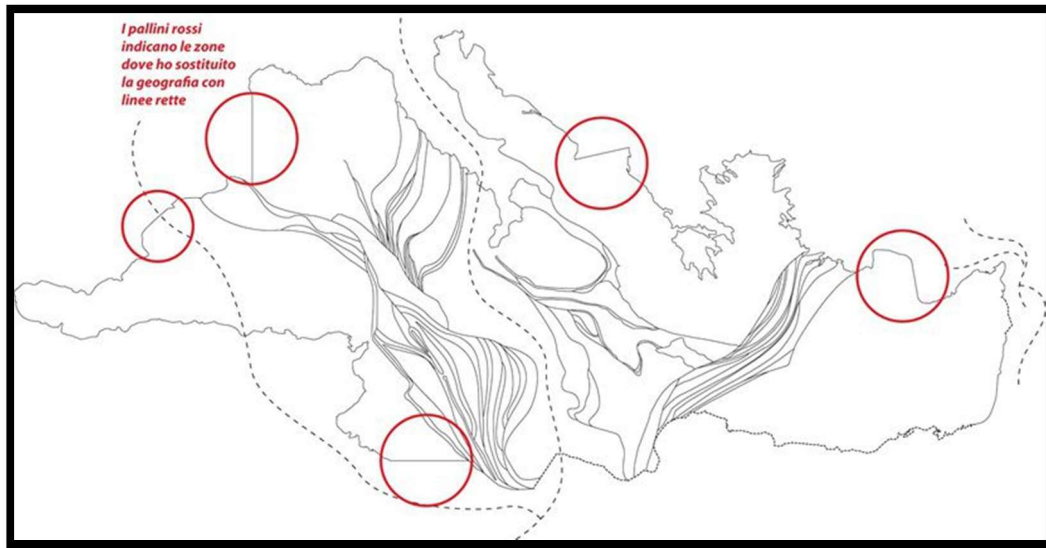 I pallini rossi
indicano le zone
dove ho sostituito
la geografia con
linee rette